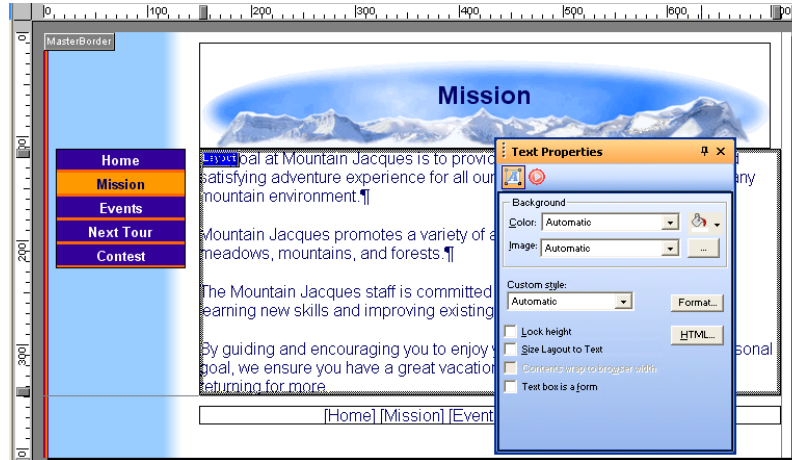 0 100 200 300 400 500 600 700
MasterBorder
Mission
Home
Mission
Events
Next Tour
Contest
Layout oal at Mountain Jacques is to provid
satisfying adventure experience for all our any
mountain environment.¶
Mountain Jacques promotes a variety of a
meadows, mountains, and forests.¶
The Mountain Jacques staff is committed
earning new skills and improving existing
By guiding and encouraging you to enjoy y sonal
goal, we ensure you have a great vacation
returning for more.
[Home] [Mission] [Event
Text Properties
Background
Color: Automatic
Image: Automatic ...
Custom style:
Automatic
Format...
Lock height
HTML...
Size Layout to Text
Contents wrap to browser width
Text box is a form
0
100
200
300